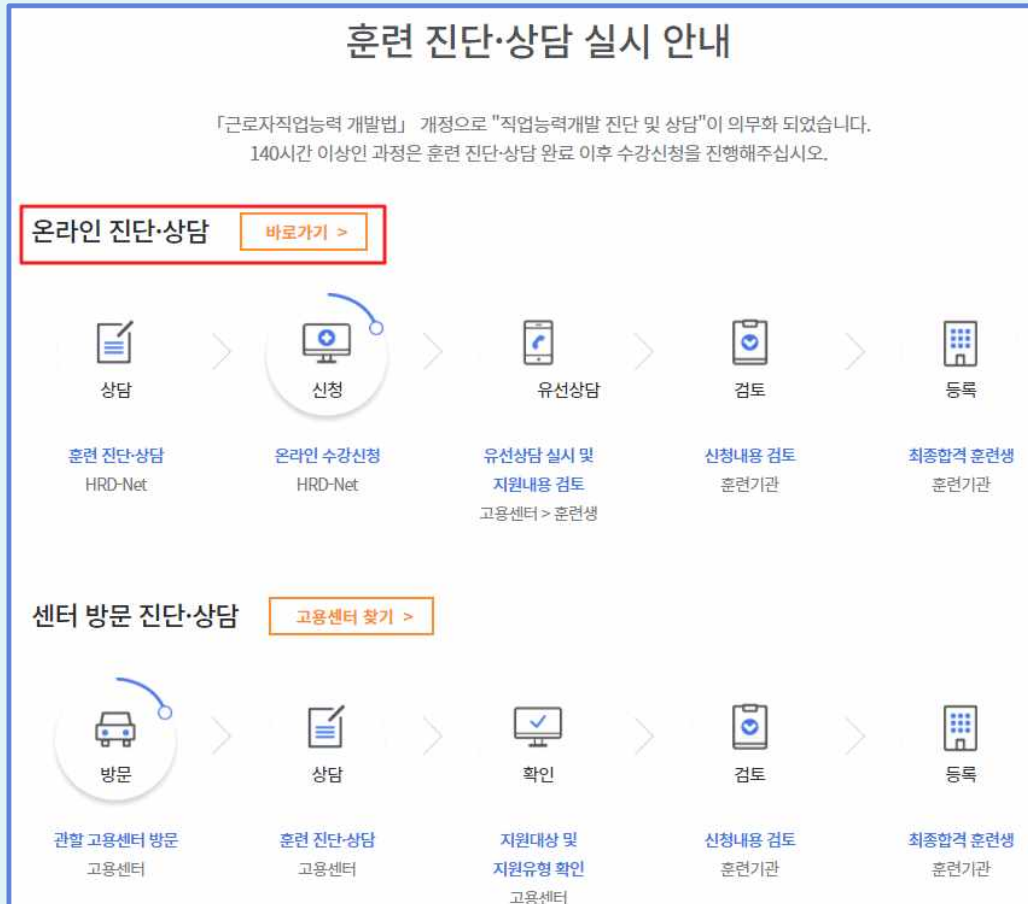 훈련 진단·상담 실시 안내
「근로자직업능력 개발법」 개정으로 "직업능력개발 진단 및 상담"이 의무화 되었습니다.
140시간 이상인 과정은 훈련 진단·상담 완료 이후 수강신청을 진행해주십시오.
온라인 진단·상담 바로가기 >
상담 신청 유선상담 검토 등록
훈련 진단·상담 온라인 수강신청 유선상담 실시 및 신청내용 검토 최종합격 훈련생
HRD-Net HRD-Net 지원내용 검토 훈련기관 훈련기관
고용센터 > 훈련생
센터 방문 진단·상담 고용센터 찾기 >
방문 상담 확인 검토 등록
관할 고용센터 방문 훈련 진단·상담 지원대상 및 신청내용 검토 최종합격 훈련생
고용센터 고용센터 지원유형 확인 훈련기관 훈련기관
고용센터